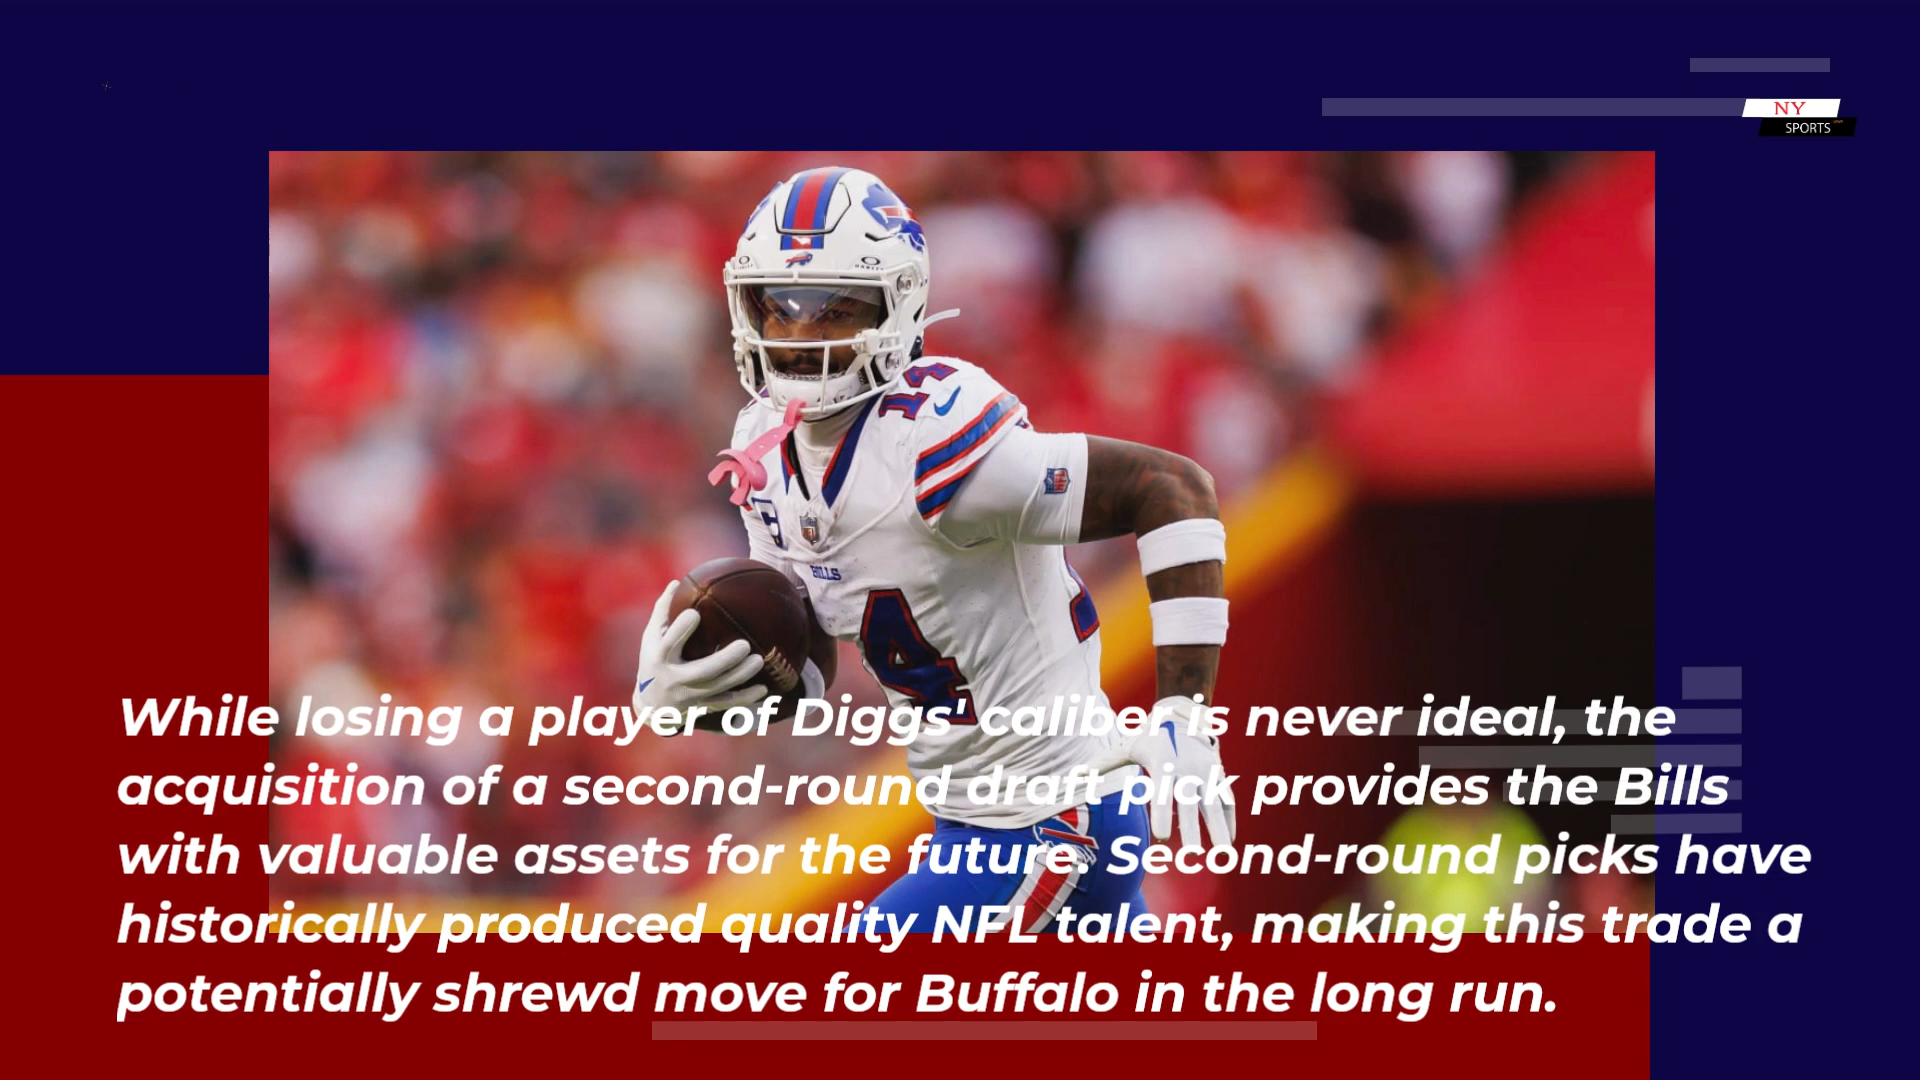 NY
SPORTS
OAKLEY
14
BILLS
14
While losing a player of Diggs' caliber is never ideal, the
acquisition of a second-round draft pick provides the Bills
with valuable assets for the future. Second-round picks have
historically produced quality NFL talent, making this trade a
potentially shrewd move for Buffalo in the long run.